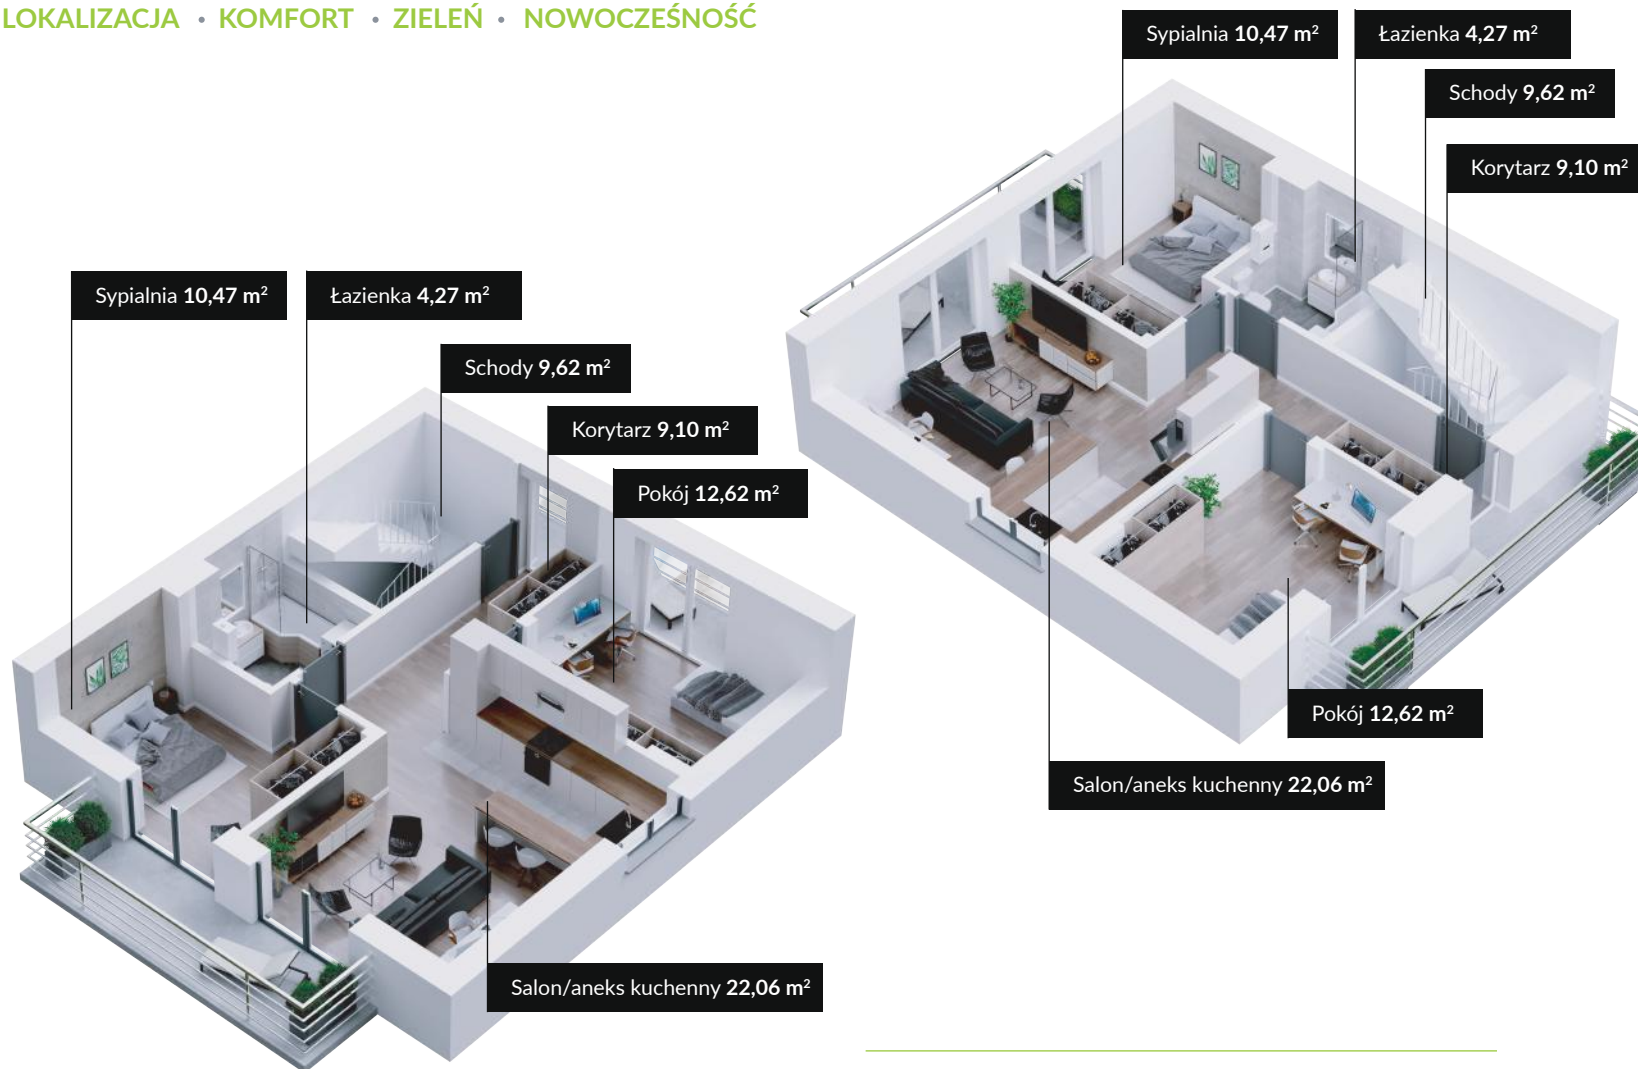 LOKALIZACJA • KOMFORT • ZIELEŃ • NOWOCZEŚNOŚĆ
Sypialnia 10,47 m²
Łazienka 4,27 m²
Schody 9,62 m²
Korytarz 9,10 m²
Pokój 12,62 m²
Salon/aneks kuchenny 22,06 m²
Sypialnia 10,47 m²
Łazienka 4,27 m²
Schody 9,62 m²
Korytarz 9,10 m²
Pokój 12,62 m²
Salon/aneks kuchenny 22,06 m²